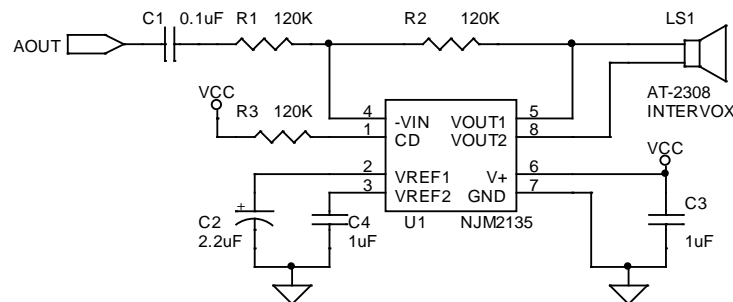 C1 0.1uF R1 120K R2 120K LS1
AOUT
AT-2308
INTERVOX
VCC
R3 120K
4 -VIN VOUT1 5
1 CD VOUT2 8
VCC
2 VREF1 V+ 6
3 VREF2 GND 7
+
C2
2.2uF
C4
1uF
U1 NJM2135
C3
1uF